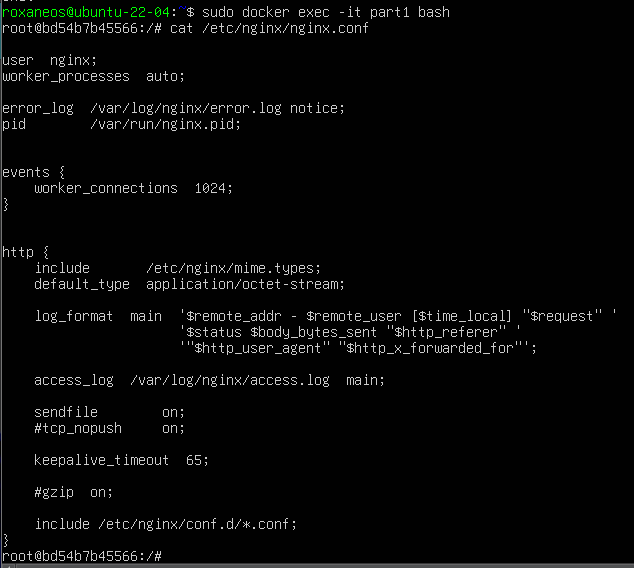 roxaneos@ubuntu-22-04:~$ sudo docker exec -it part1 bash
root@bd54b7b45566:/# cat /etc/nginx/nginx.conf

user  nginx;
worker_processes  auto;

error_log  /var/log/nginx/error.log notice;
pid        /var/run/nginx.pid;


events {
    worker_connections  1024;
}


http {
    include       /etc/nginx/mime.types;
    default_type  application/octet-stream;

    log_format  main  '$remote_addr - $remote_user [$time_local] "$request" '
                      '$status $body_bytes_sent "$http_referer" '
                      '"$http_user_agent" "$http_x_forwarded_for"';

    access_log  /var/log/nginx/access.log  main;

    sendfile        on;
    #tcp_nopush     on;

    keepalive_timeout  65;

    #gzip  on;

    include /etc/nginx/conf.d/*.conf;
}
root@bd54b7b45566:/#